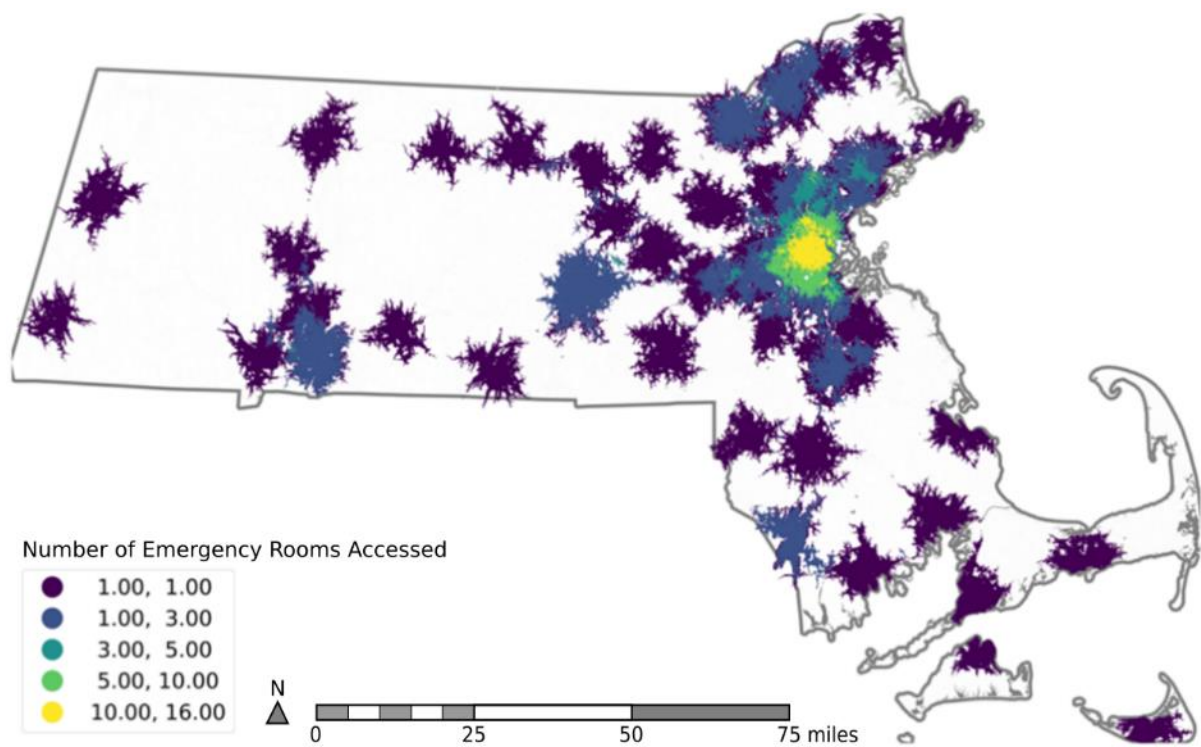 Number of Emergency Rooms Accessed
1.00, 1.00
1.00, 3.00
3.00, 5.00
5.00, 10.00
10.00, 16.00
N
0 25 50 75 miles